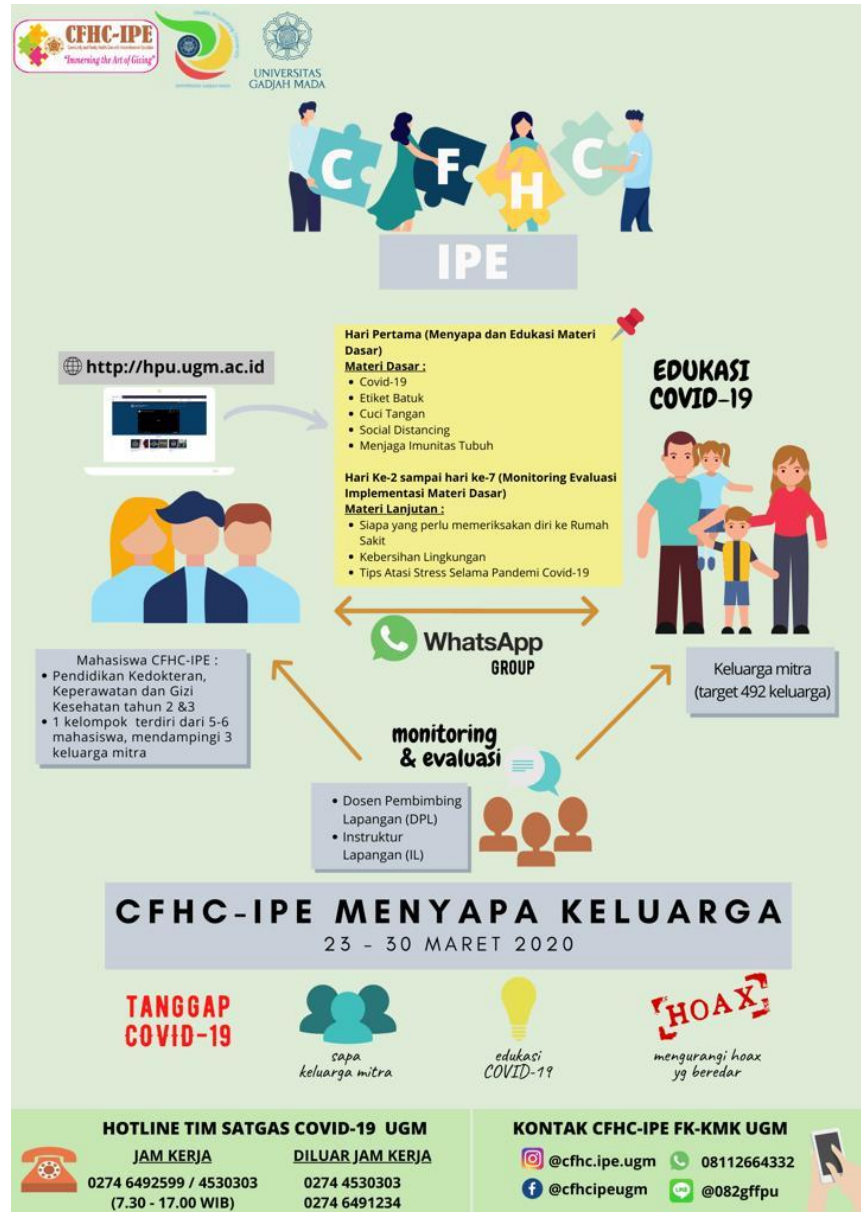 CFHC-IPE
"Immersing the Art of Giving"
UNIVERSITAS
GADJAH MADA
C F H C
IPE
http://hpu.ugm.ac.id
Hari Pertama (Menyapa dan Edukasi Materi
Dasar)
Materi Dasar :
• Covid-19
• Etiket Batuk
• Cuci Tangan
• Social Distancing
• Menjaga Imunitas Tubuh
Hari Ke-2 sampai hari ke-7 (Monitoring Evaluasi
Implementasi Materi Dasar)
Materi Lanjutan :
• Siapa yang perlu memeriksakan diri ke Rumah
Sakit
• Kebersihan Lingkungan
• Tips Atasi Stress Selama Pandemi Covid-19
EDUKASI
COVID-19
WhatsApp
GROUP
Mahasiswa CFHC-IPE :
• Pendidikan Kedokteran,
Keperawatan dan Gizi
Kesehatan tahun 2 &3
• 1 kelompok terdiri dari 5-6
mahasiswa, mendampingi 3
keluarga mitra
Keluarga mitra
(target 492 keluarga)
monitoring
& evaluasi
• Dosen Pembimbing
Lapangan (DPL)
• Instruktur
Lapangan (IL)
CFHC-IPE MENYAPA KELUARGA
23 - 30 MARET 2020
TANGGAP
COVID-19
sapa
keluarga mitra
edukasi
COVID-19
HOAX
mengurangi hoax
yg beredar
HOTLINE TIM SATGAS COVID-19 UGM
JAM KERJA
0274 6492599 / 4530303
(7.30 - 17.00 WIB)
DILUAR JAM KERJA
0274 4530303
0274 6491234
KONTAK CFHC-IPE FK-KMK UGM
@cfhc.ipe.ugm
08112664332
@cfhcipeugm
@082gffpu